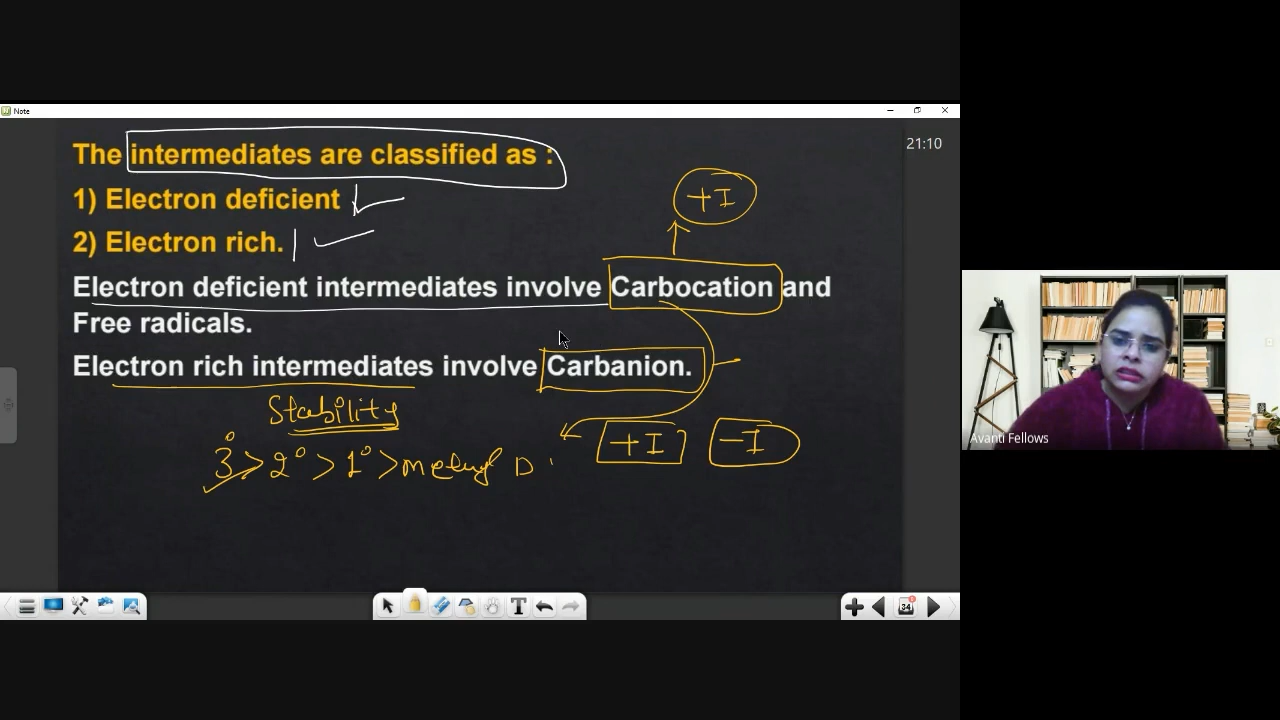 Note
The intermediates are classified as :
21:10
1) Electron deficient
+I
2) Electron rich.
Electron deficient intermediates involve Carbocation and
Free radicals.
Electron rich intermediates involve Carbanion.
Stability
+I -I
3° > 2° > 1° > methyl
Avanti Fellows
T
34